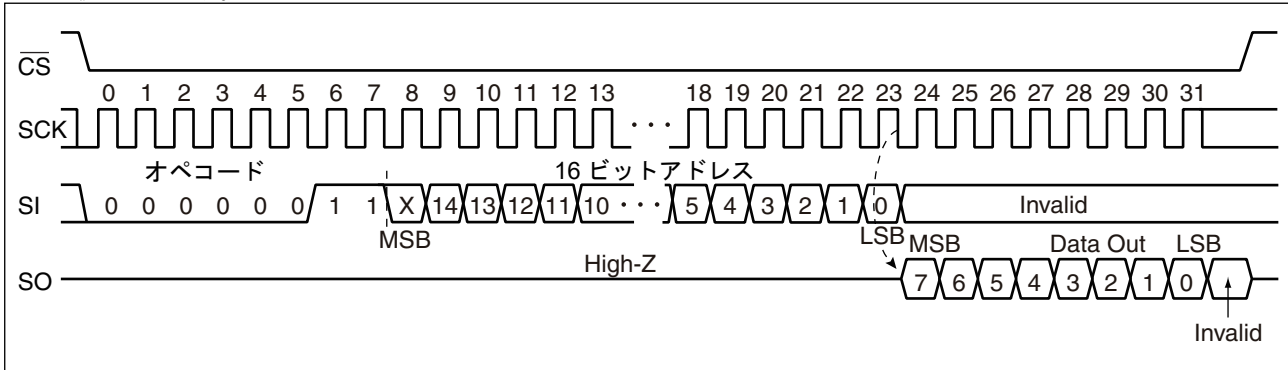 CS
0 1 2 3 4 5 6 7 8 9 10 11 12 13 18 19 20 21 22 23 24 25 26 27 28 29 30 31
SCK ・・・
オペコード 16 ビットアドレス
SI 0 0 0 0 0 0 1 1 X 14 13 12 11 10 ・・・ 5 4 3 2 1 0 Invalid
MSB LSB MSB Data Out LSB
High-Z
SO 7 6 5 4 3 2 1 0
Invalid